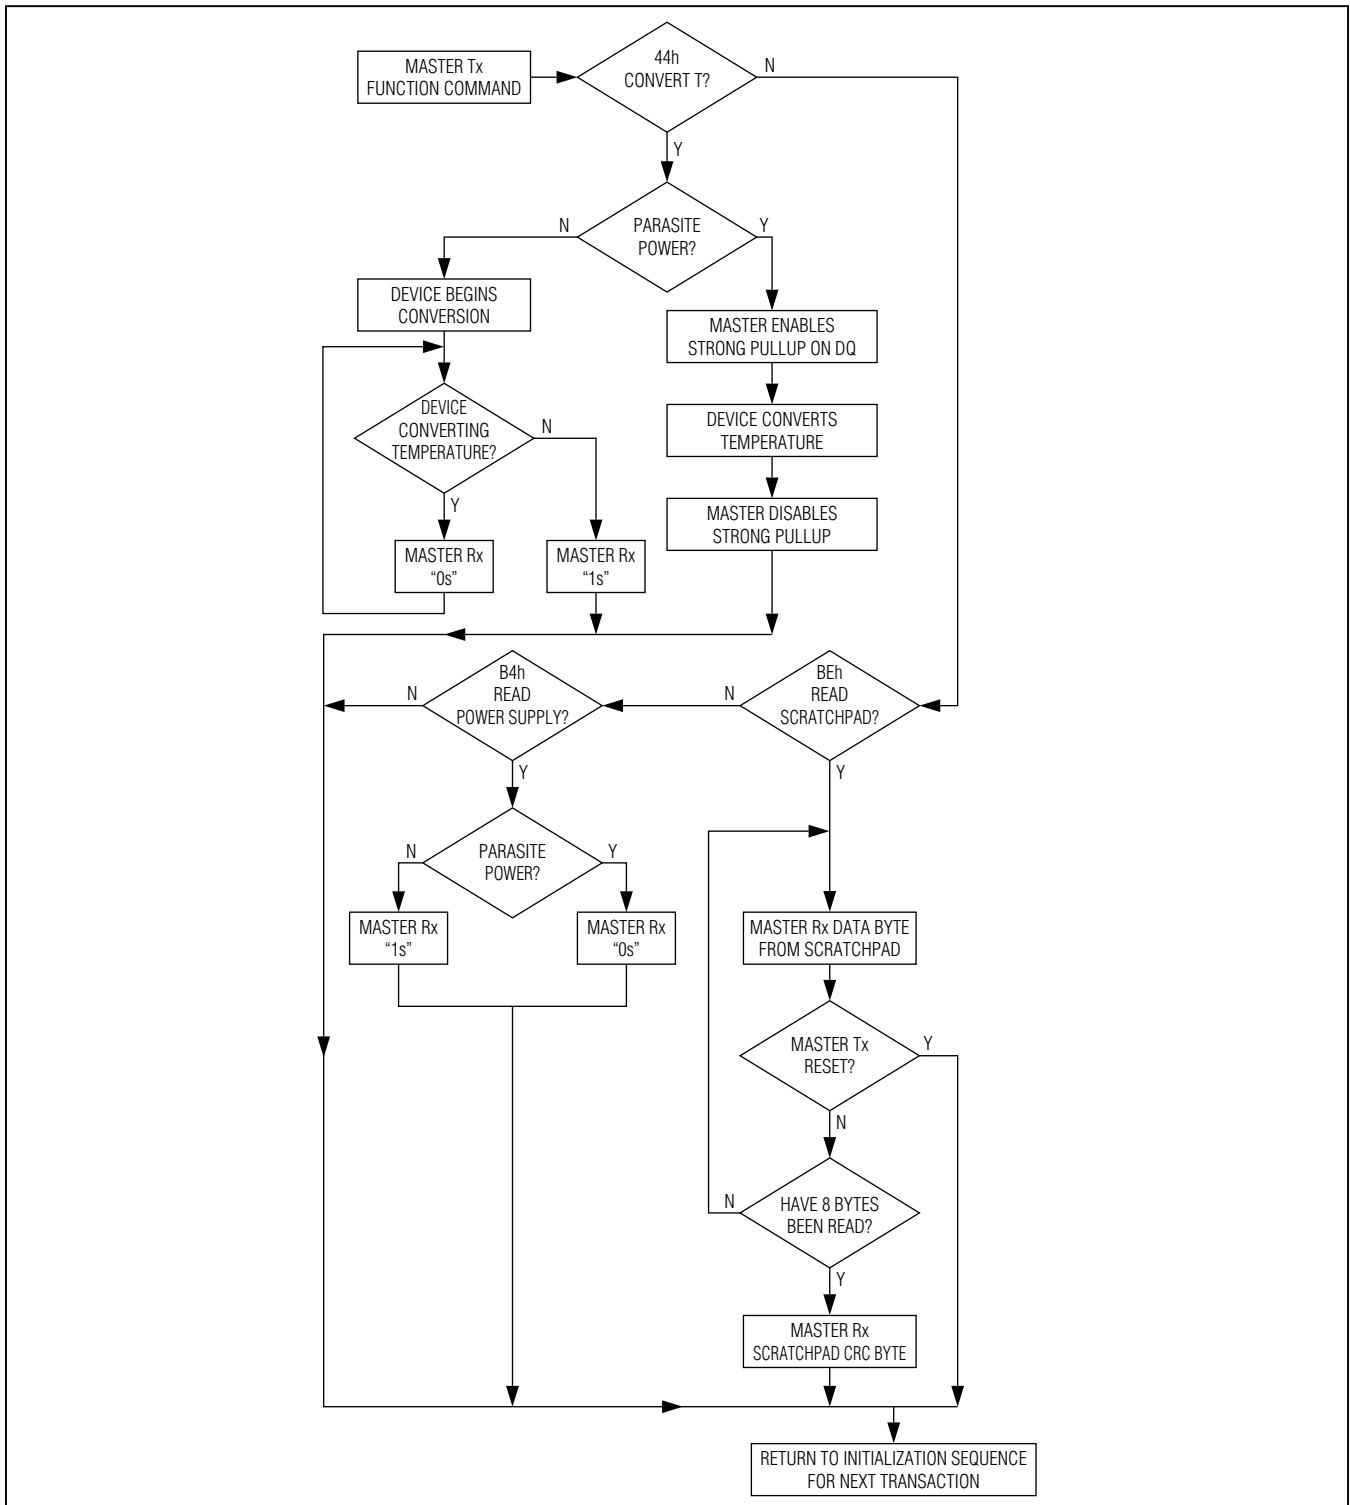 MASTER Tx
FUNCTION COMMAND
44h
CONVERT T?
N
Y
PARASITE
POWER?
N
Y
DEVICE BEGINS
CONVERSION
MASTER ENABLES
STRONG PULLUP ON DQ
DEVICE
CONVERTING
TEMPERATURE?
N
Y
DEVICE CONVERTS
TEMPERATURE
MASTER DISABLES
STRONG PULLUP
MASTER Rx
“0s”
MASTER Rx
“1s”
B4h
READ
POWER SUPPLY?
N
Y
BEh
READ
SCRATCHPAD?
N
Y
PARASITE
POWER?
N
Y
MASTER Rx
“1s”
MASTER Rx
“0s”
MASTER Rx DATA BYTE
FROM SCRATCHPAD
MASTER Tx
RESET?
Y
N
HAVE 8 BYTES
BEEN READ?
N
Y
MASTER Rx
SCRATCHPAD CRC BYTE
RETURN TO INITIALIZATION SEQUENCE
FOR NEXT TRANSACTION